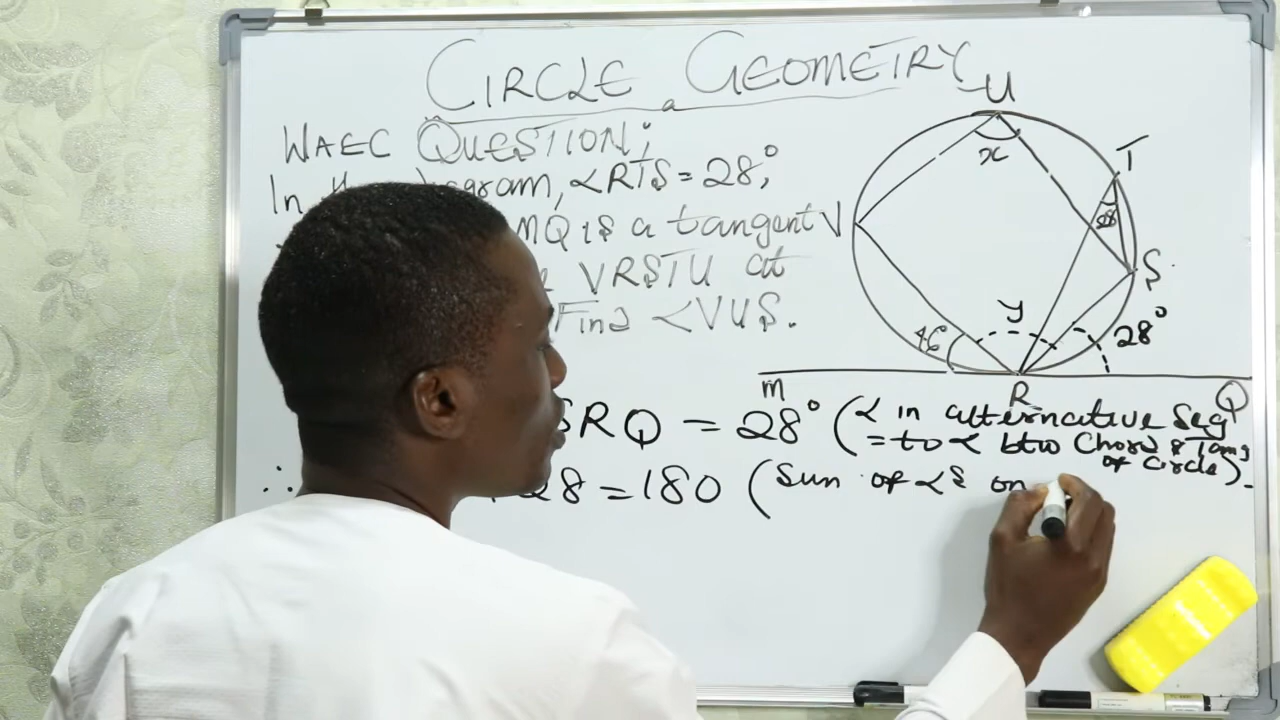 CIRCLE GEOMETRY
WAEC QUESTION;
In gram, ∠RTS = 28°,
MQ is a tangent
VRSTU at
Find ∠VUS.
U
x
T
28
V
S
y
46
28°
M
R
Q
SRQ = 28° (∠ in alternative Seg
= to ∠ btw Chord & Tang
of circle).
28 = 180 (Sum of ∠s on